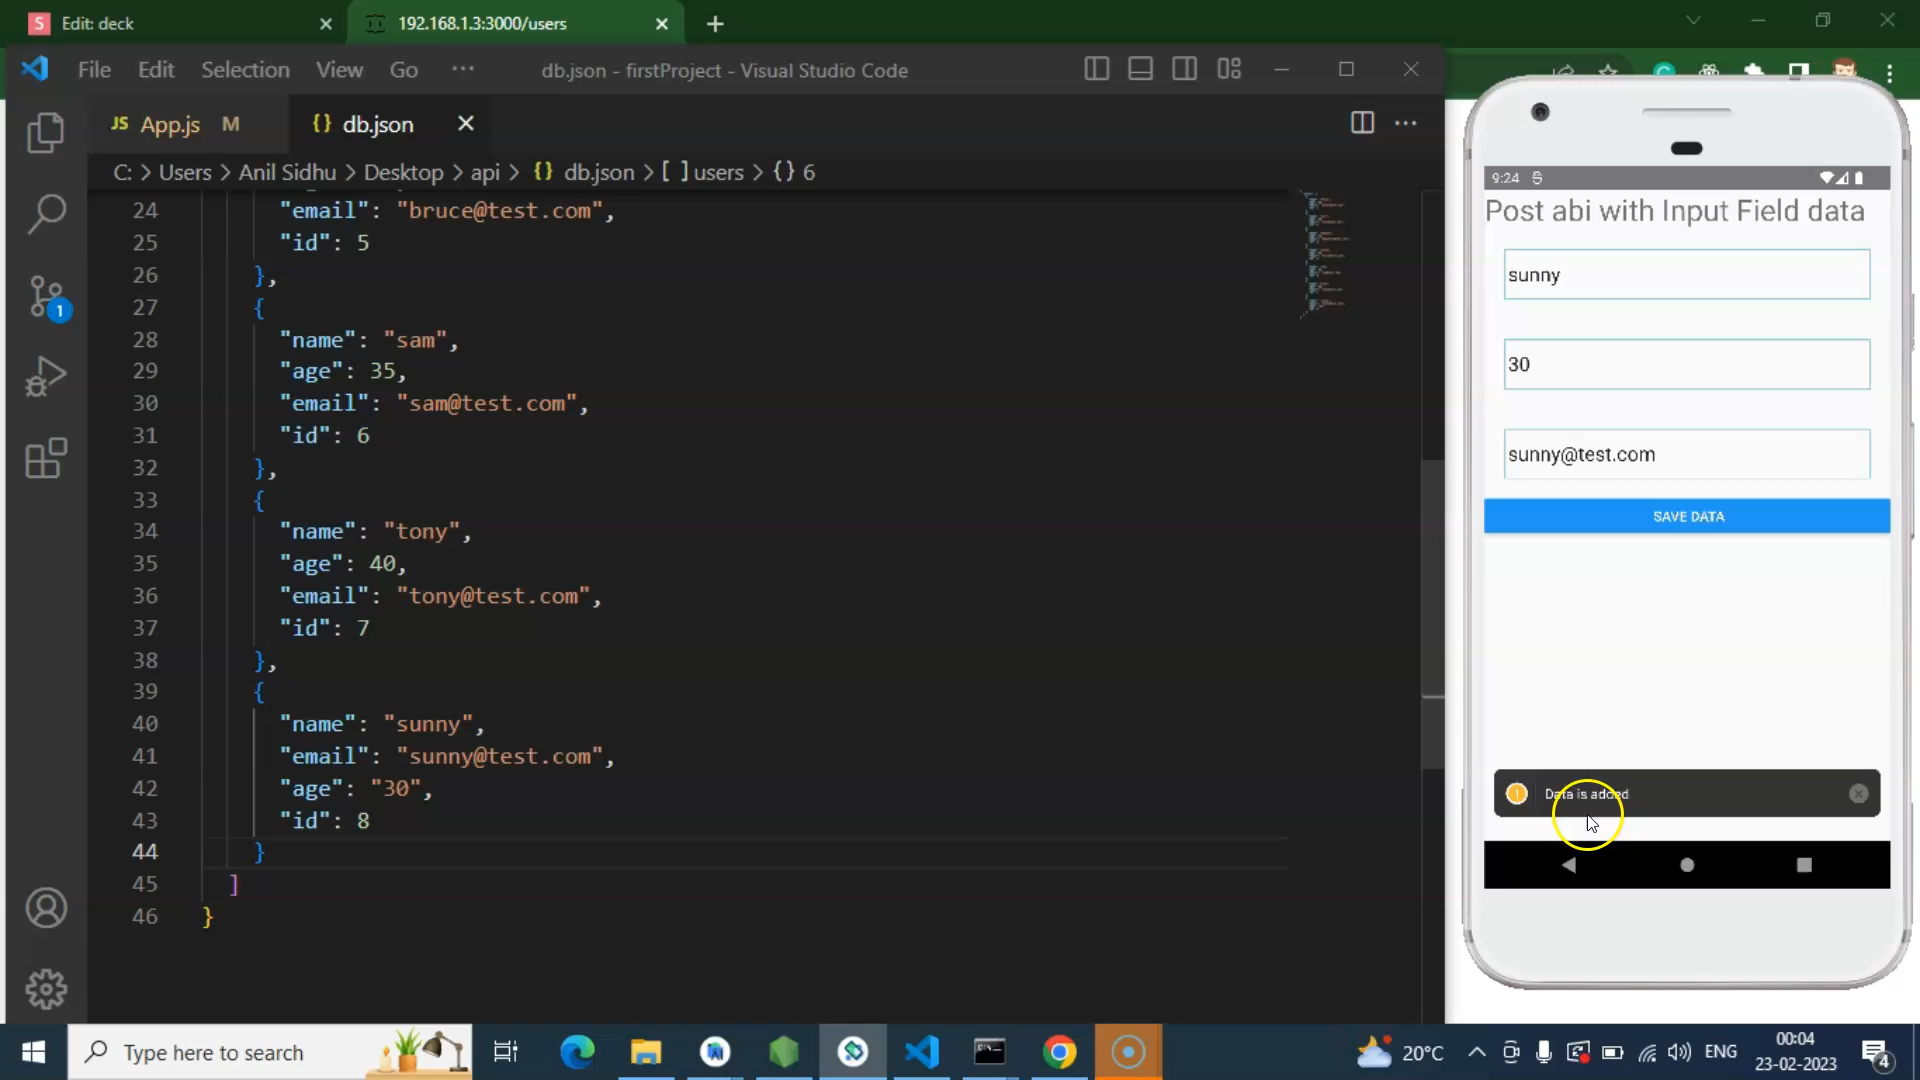 S Edit: deck
192.168.1.3:3000/users
File Edit Selection View Go ···
db.json - firstProject - Visual Studio Code
JS App.js M
{} db.json
C: > Users > Anil Sidhu > Desktop > api > {} db.json > [ ] users > {} 6
24 "email": "bruce@test.com",
25 "id": 5
26 },
27 {
28 "name": "sam",
29 "age": 35,
30 "email": "sam@test.com",
31 "id": 6
32 },
33 {
34 "name": "tony",
35 "age": 40,
36 "email": "tony@test.com",
37 "id": 7
38 },
39 {
40 "name": "sunny",
41 "email": "sunny@test.com",
42 "age": "30",
43 "id": 8
44 }
45 ]
46 }
1
9:24
Post abi with Input Field data
sunny
30
sunny@test.com
SAVE DATA
! Data is added
Type here to search
20°C
ENG
00:04
23-02-2023
4